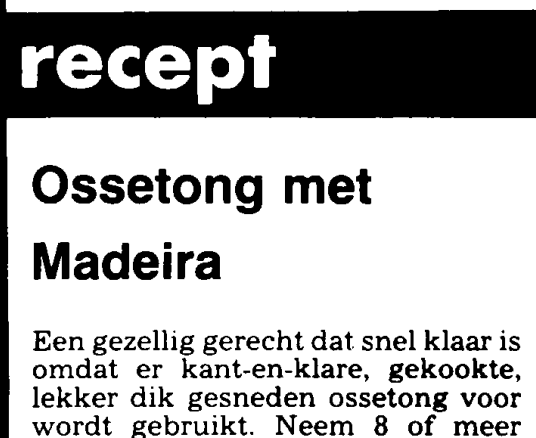 recept
Ossetong met
Madeira
Een gezellig gerecht dat snel klaar is
omdat er kant-en-klare, gekookte,
lekker dik gesneden ossetong voor
wordt gebruikt. Neem 8 of meer